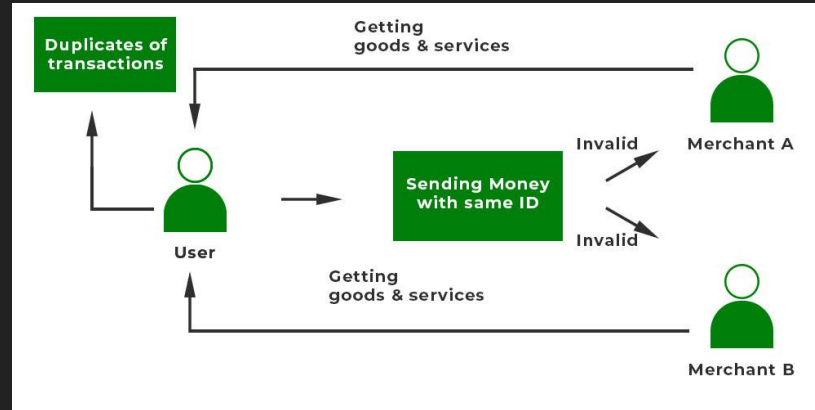 Duplicates of
transactions
Getting
goods & services
Invalid
Merchant A
Sending Money
with same ID
User
Invalid
Getting
goods & services
Merchant B